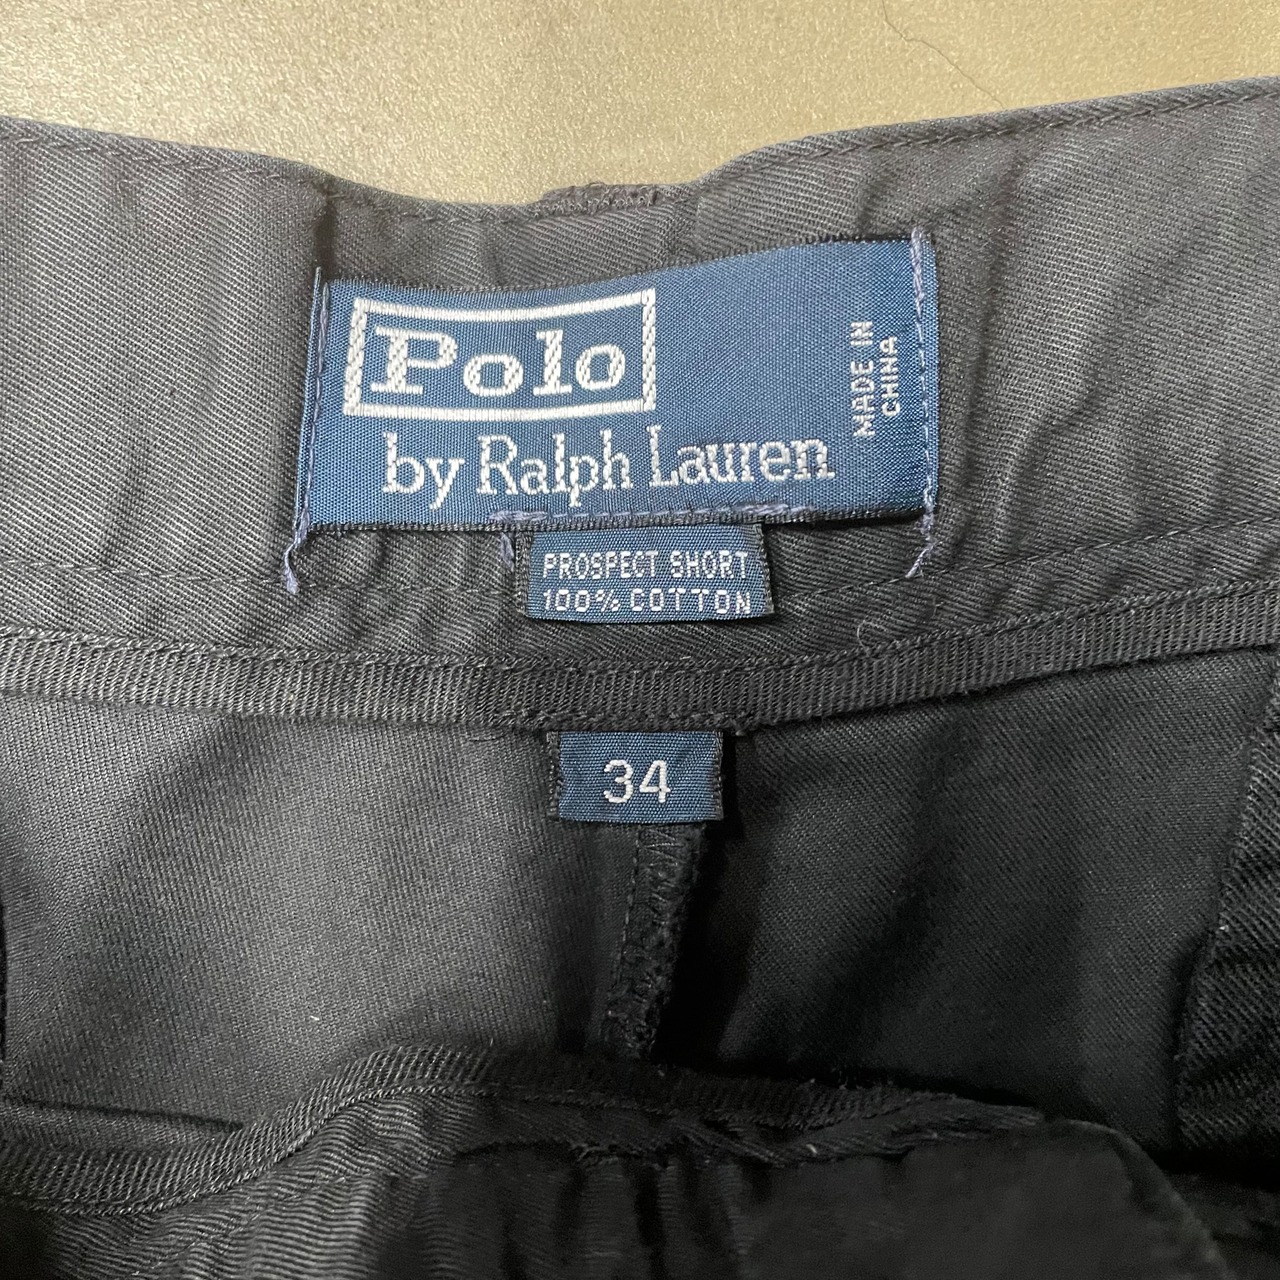 Polo
by Ralph Lauren
MADE IN
CHINA
PROSPECT SHORT
100% COTTON
34